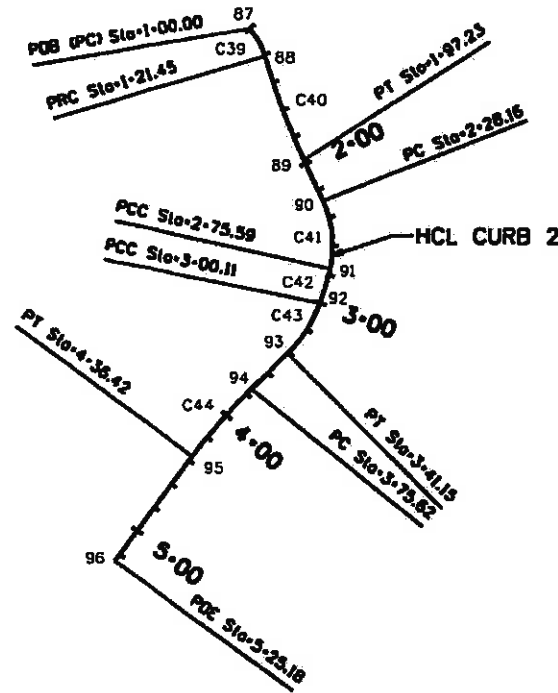 87
POB (PC) Sta=1+00.00
C39
88
PRC Sta=1+21.45
C40
PT Sta=1+97.23
2+00
89
PC Sta=2+28.16
90
PCC Sta=2+75.59
C41
HCL CURB 2
PCC Sta=3+00.11
C42
91
92
C43
3+00
93
PT Sta=4+36.42
94
PT Sta=3+41.15
C44
PC Sta=3+75.62
4+00
95
5+00
96
POE Sta=5+25.18